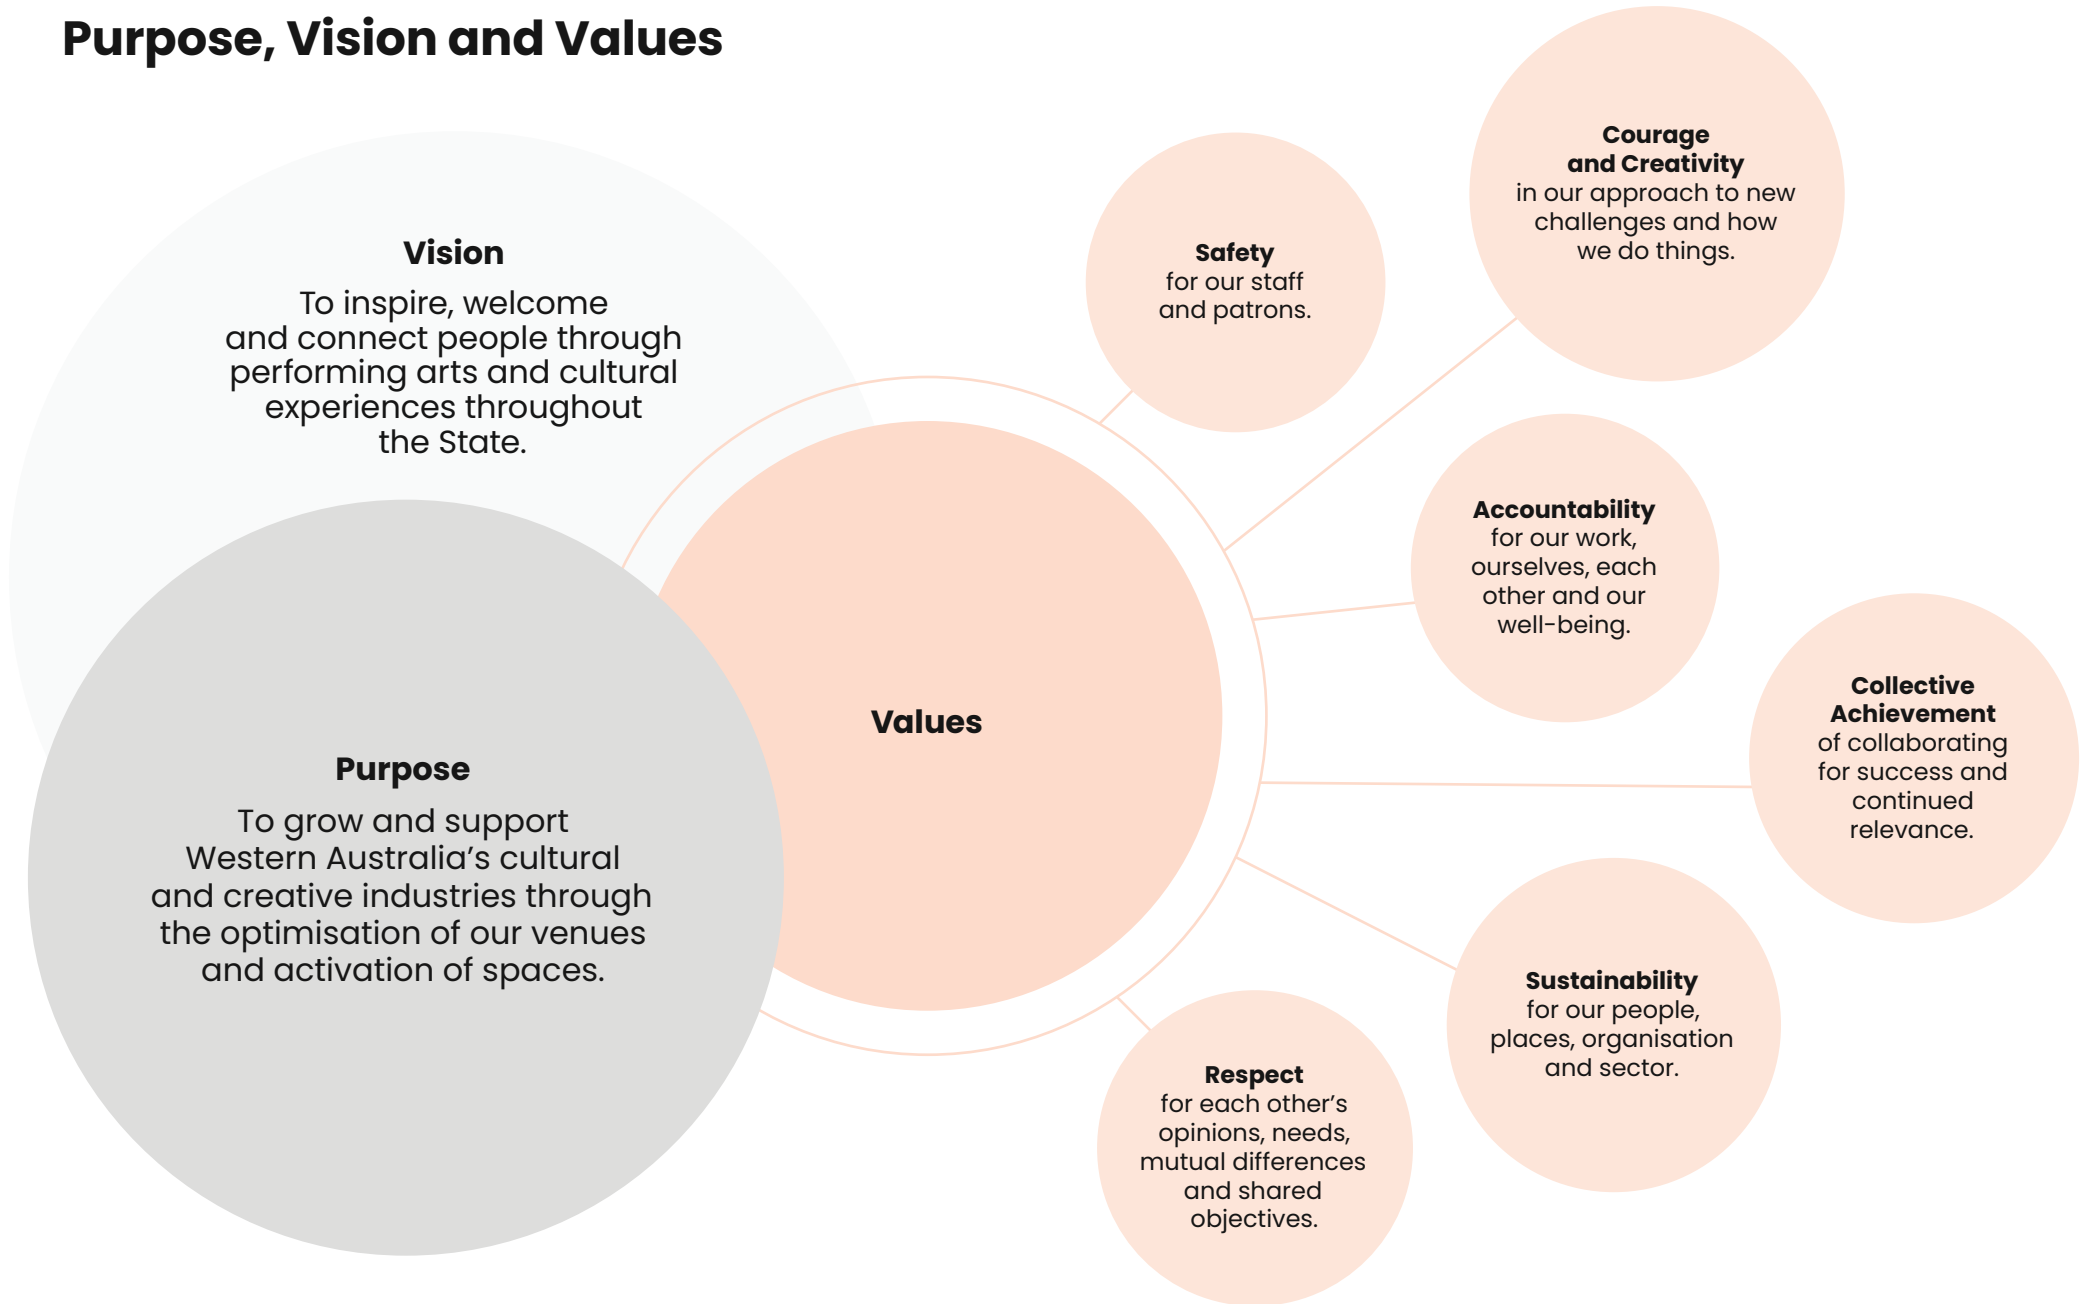 Purpose, Vision and Values
Vision
To inspire, welcome
and connect people through
performing arts and cultural
experiences throughout
the State.
Purpose
To grow and support
Western Australia’s cultural
and creative industries through
the optimisation of our venues
and activation of spaces.
Values
Safety
for our staff
and patrons.
Courage
and Creativity
in our approach to new
challenges and how
we do things.
Accountability
for our work,
ourselves, each
other and our
well-being.
Collective
Achievement
of collaborating
for success and
continued
relevance.
Sustainability
for our people,
places, organisation
and sector.
Respect
for each other’s
opinions, needs,
mutual differences
and shared
objectives.